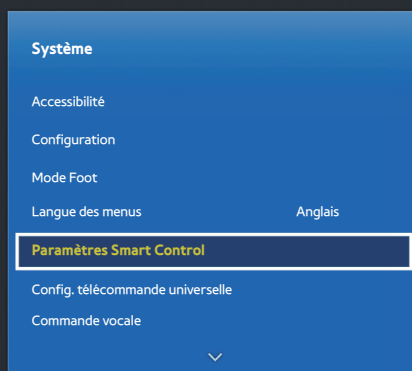 Système
Accessibilité
Configuration
Mode Foot
Langue des menus Anglais
Paramètres Smart Control
Config. télécommande universelle
Commande vocale